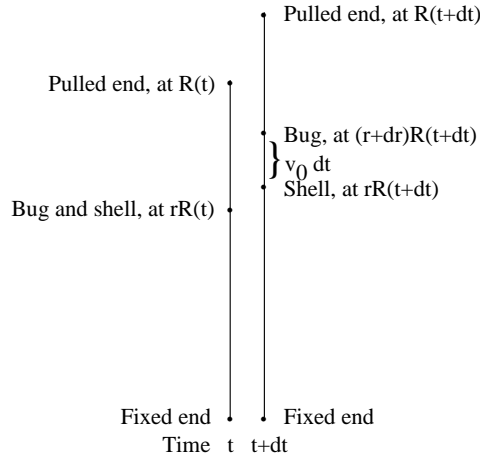 Pulled end, at R(t+dt)
Pulled end, at R(t)
Bug, at (r+dr)R(t+dt)
} v0 dt
Shell, at rR(t+dt)
Bug and shell, at rR(t)
Fixed end
Fixed end
Time t t+dt